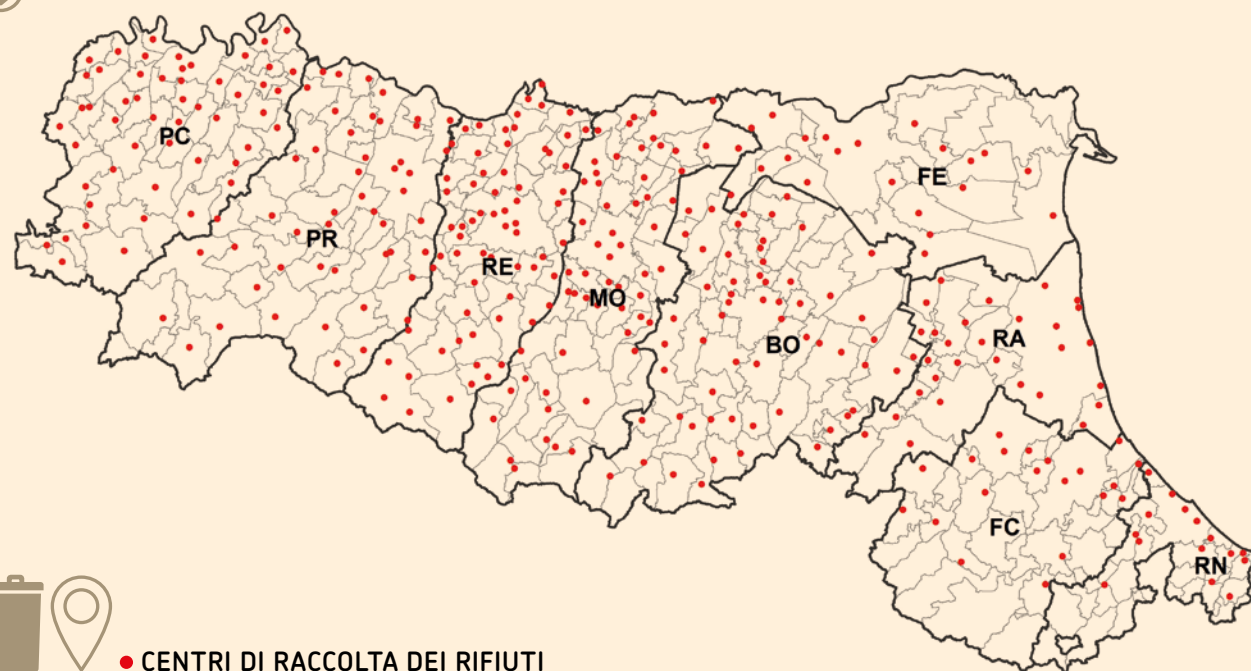 PC
FE
PR
RE
MO
RA
BO
FC
RN
CENTRI DI RACCOLTA DEI RIFIUTI